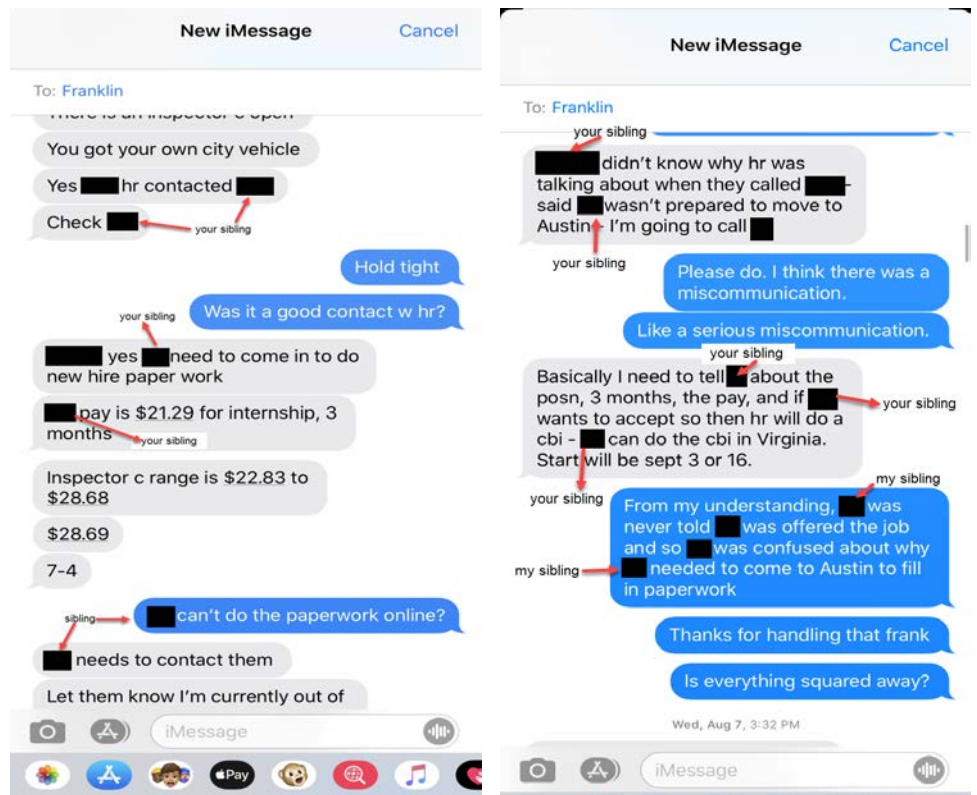 New iMessage
Cancel
To: Franklin
There is an inspector c open
You got your own city vehicle
Yes hr contacted
Check
your sibling
Hold tight
Was it a good contact w hr?
your sibling
yes need to come in to do
new hire paper work
pay is $21.29 for internship, 3
months
your sibling
Inspector c range is $22.83 to
$28.68
$28.69
7-4
sibling
can't do the paperwork online?
needs to contact them
Let them know I'm currently out of
iMessage
Pay
New iMessage
Cancel
To: Franklin
your sibling
didn't know why hr was
talking about when they called -
said wasn't prepared to move to
Austin - I'm going to call
your sibling
Please do. I think there was a
miscommunication.
Like a serious miscommunication.
your sibling
Basically I need to tell about the
posn, 3 months, the pay, and if
your sibling
wants to accept so then hr will do a
cbi - can do the cbi in Virginia.
Start will be sept 3 or 16.
your sibling
my sibling
From my understanding, was
never told was offered the job
and so was confused about why
my sibling
needed to come to Austin to fill
in paperwork
Thanks for handling that frank
Is everything squared away?
Wed, Aug 7, 3:32 PM
iMessage